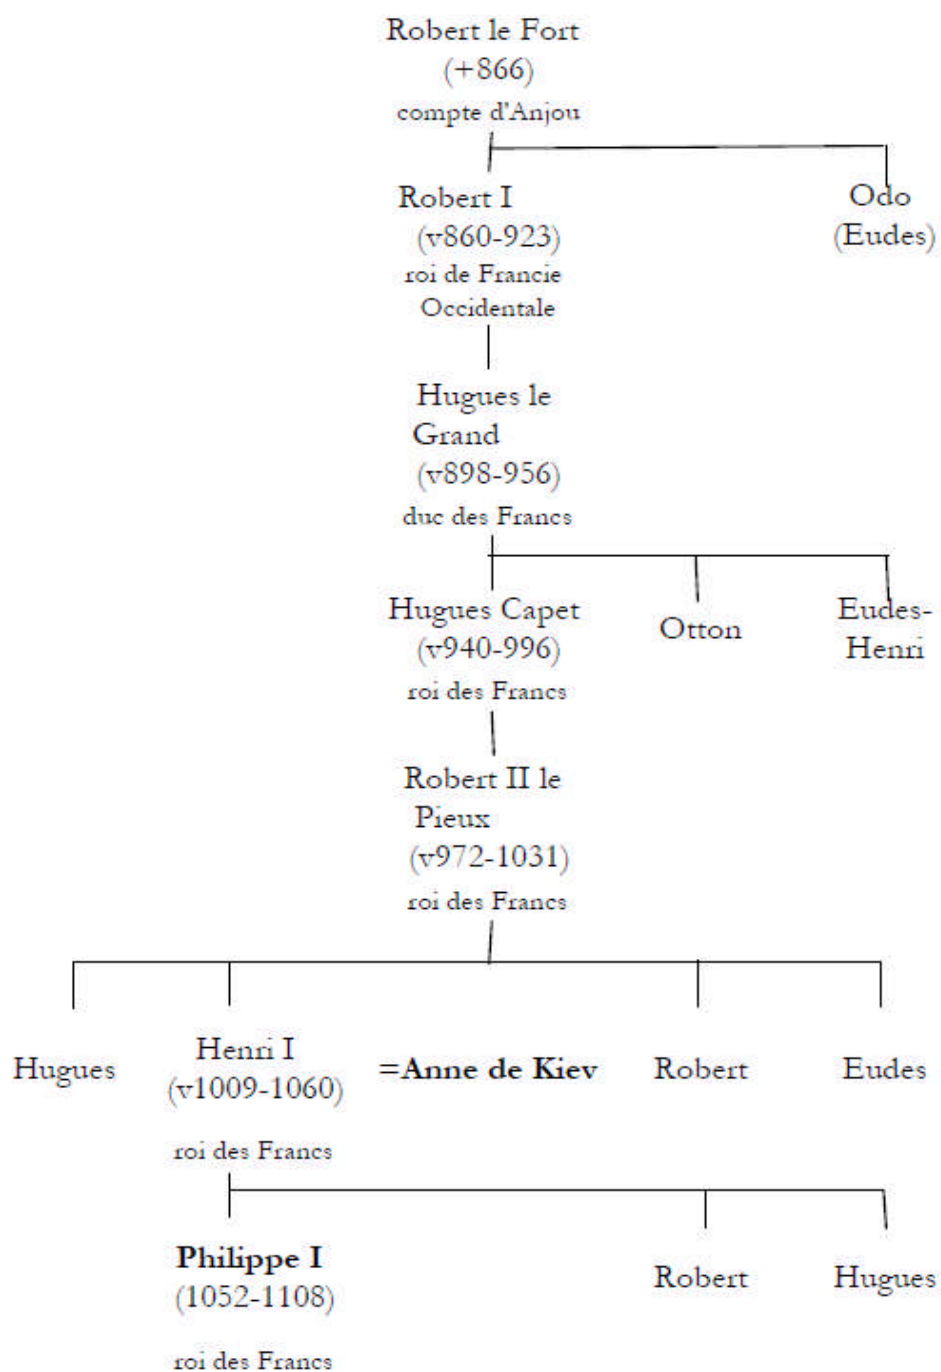 Robert le Fort
(+866)
compte d'Anjou
Robert I
(v860-923)
roi de Francie
Occidentale
Odo
(Eudes)
Hugues le
Grand
(v898-956)
duc des Francs
Hugues Capet
(v940-996)
roi des Francs
Otton
Eudes-
Henri
Robert II le
Pieux
(v972-1031)
roi des Francs
Hugues
Henri I
(v1009-1060)
roi des Francs
=Anne de Kiev
Robert
Eudes
Philippe I
(1052-1108)
roi des Francs
Robert
Hugues